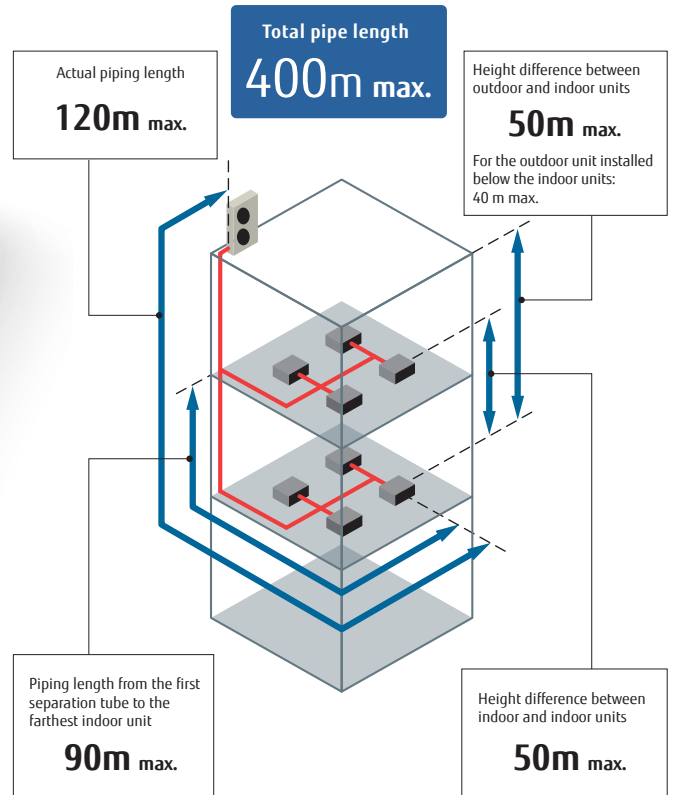 Total pipe length
400m max.
Actual piping length
120m max.
Height difference between
outdoor and indoor units
50m max.
For the outdoor unit installed
below the indoor units:
40 m max.
Piping length from the first
separation tube to the
farthest indoor unit
90m max.
Height difference between
indoor and indoor units
50m max.